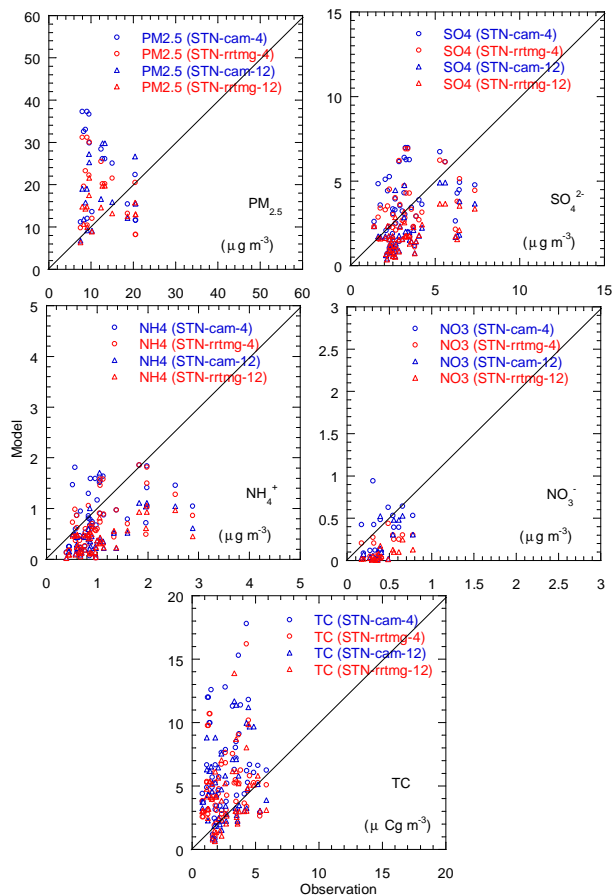 60
50
40
30
20
10
0
0 10 20 30 40 50 60
PM2.5 (STN-cam-4)
PM2.5 (STN-rrtmg-4)
PM2.5 (STN-cam-12)
PM2.5 (STN-rrtmg-12)
PM2.5
(μg m-3)
15
10
5
0
0 5 10 15
SO4 (STN-cam-4)
SO4 (STN-rrtmg-4)
SO4 (STN-cam-12)
SO4 (STN-rrtmg-12)
SO42-
(μg m-3)
Model
5
4
3
2
1
0
0 1 2 3 4 5
NH4 (STN-cam-4)
NH4 (STN-rrtmg-4)
NH4 (STN-cam-12)
NH4 (STN-rrtmg-12)
NH4+
(μg m-3)
3
2.5
2
1.5
1
0.5
0
0 0.5 1 1.5 2 2.5 3
NO3 (STN-cam-4)
NO3 (STN-rrtmg-4)
NO3 (STN-cam-12)
NO3 (STN-rrtmg-12)
NO3-
(μg m-3)
20
15
10
5
0
0 5 10 15 20
TC (STN-cam-4)
TC (STN-rrtmg-4)
TC (STN-cam-12)
TC (STN-rrtmg-12)
TC
(μ Cg m-3)
Observation